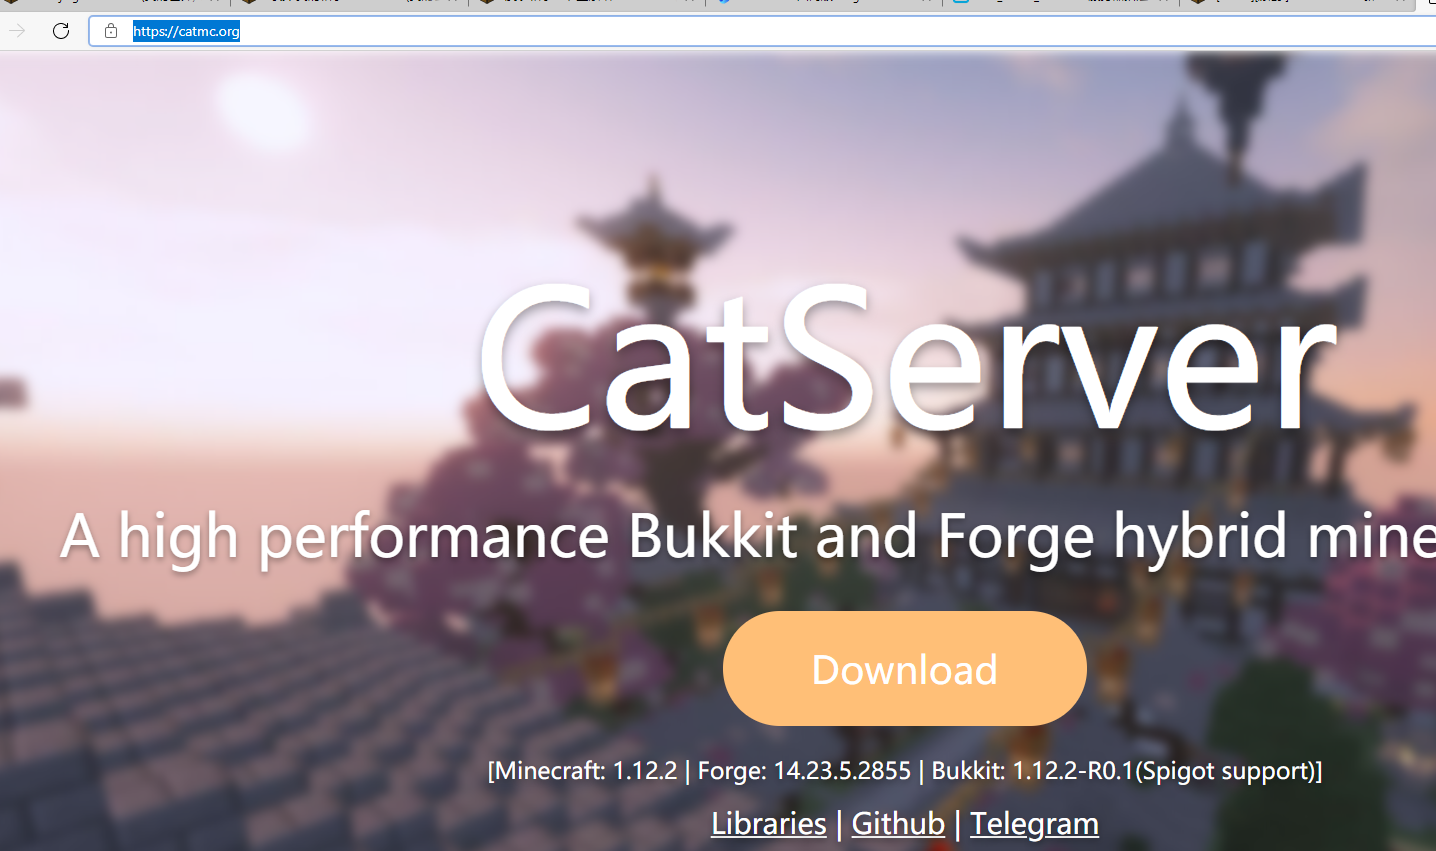 https://catmc.org
CatServer
A high performance Bukkit and Forge hybrid mine
Download
[Minecraft: 1.12.2 | Forge: 14.23.5.2855 | Bukkit: 1.12.2-R0.1(Spigot support)]
Libraries | Github | Telegram